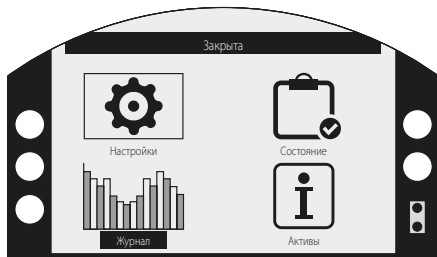 Закрыта
Настройки
Состояние
Журнал
Активы